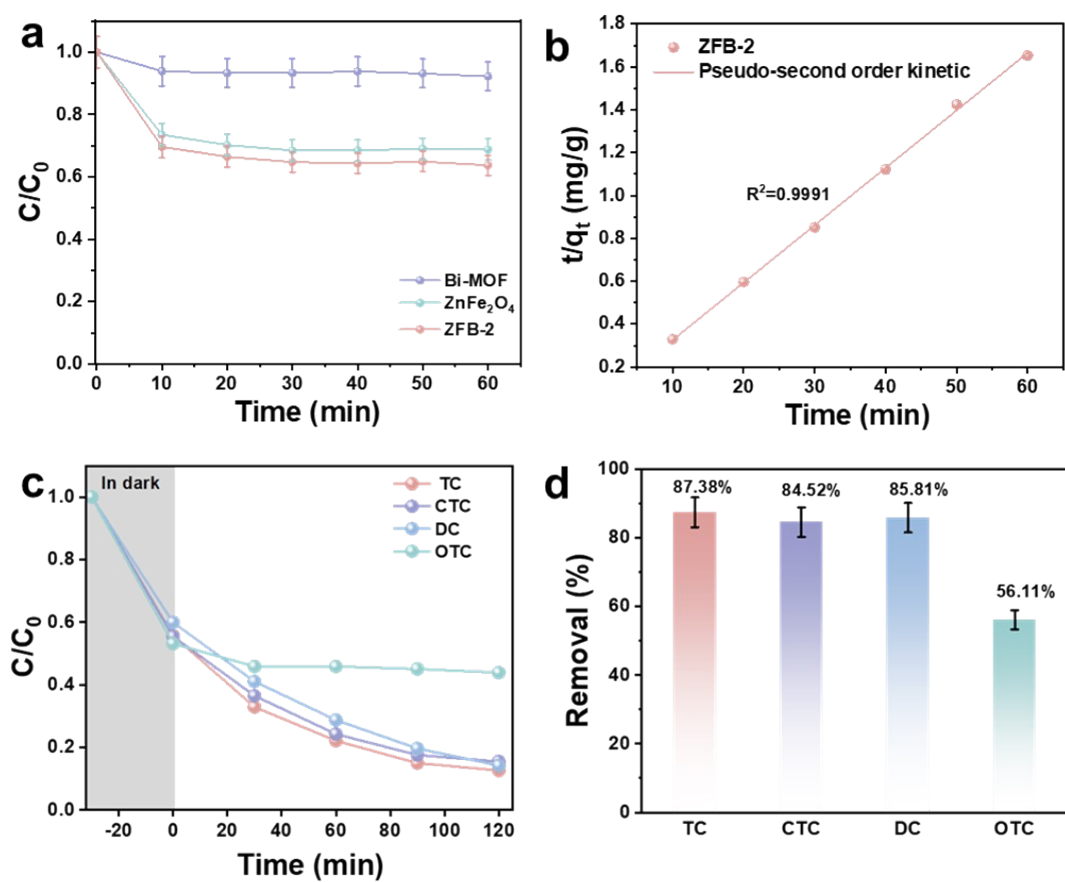 a
1.0
0.8
0.6
0.4
0.2
0.0
C/C₀
Bi-MOF
ZnFe₂O₄
ZFB-2
0 10 20 30 40 50 60
Time (min)
b
1.8
1.6
1.4
1.2
1.0
0.8
0.6
0.4
0.2
t/qₜ (mg/g)
ZFB-2
Pseudo-second order kinetic
R²=0.9991
10 20 30 40 50 60
Time (min)
c
In dark
1.0
0.8
0.6
0.4
0.2
0.0
C/C₀
TC
CTC
DC
OTC
-20 0 20 40 60 80 100 120
Time (min)
d
100
80
60
40
20
0
Removal (%)
87.38%
84.52%
85.81%
56.11%
TC CTC DC OTC